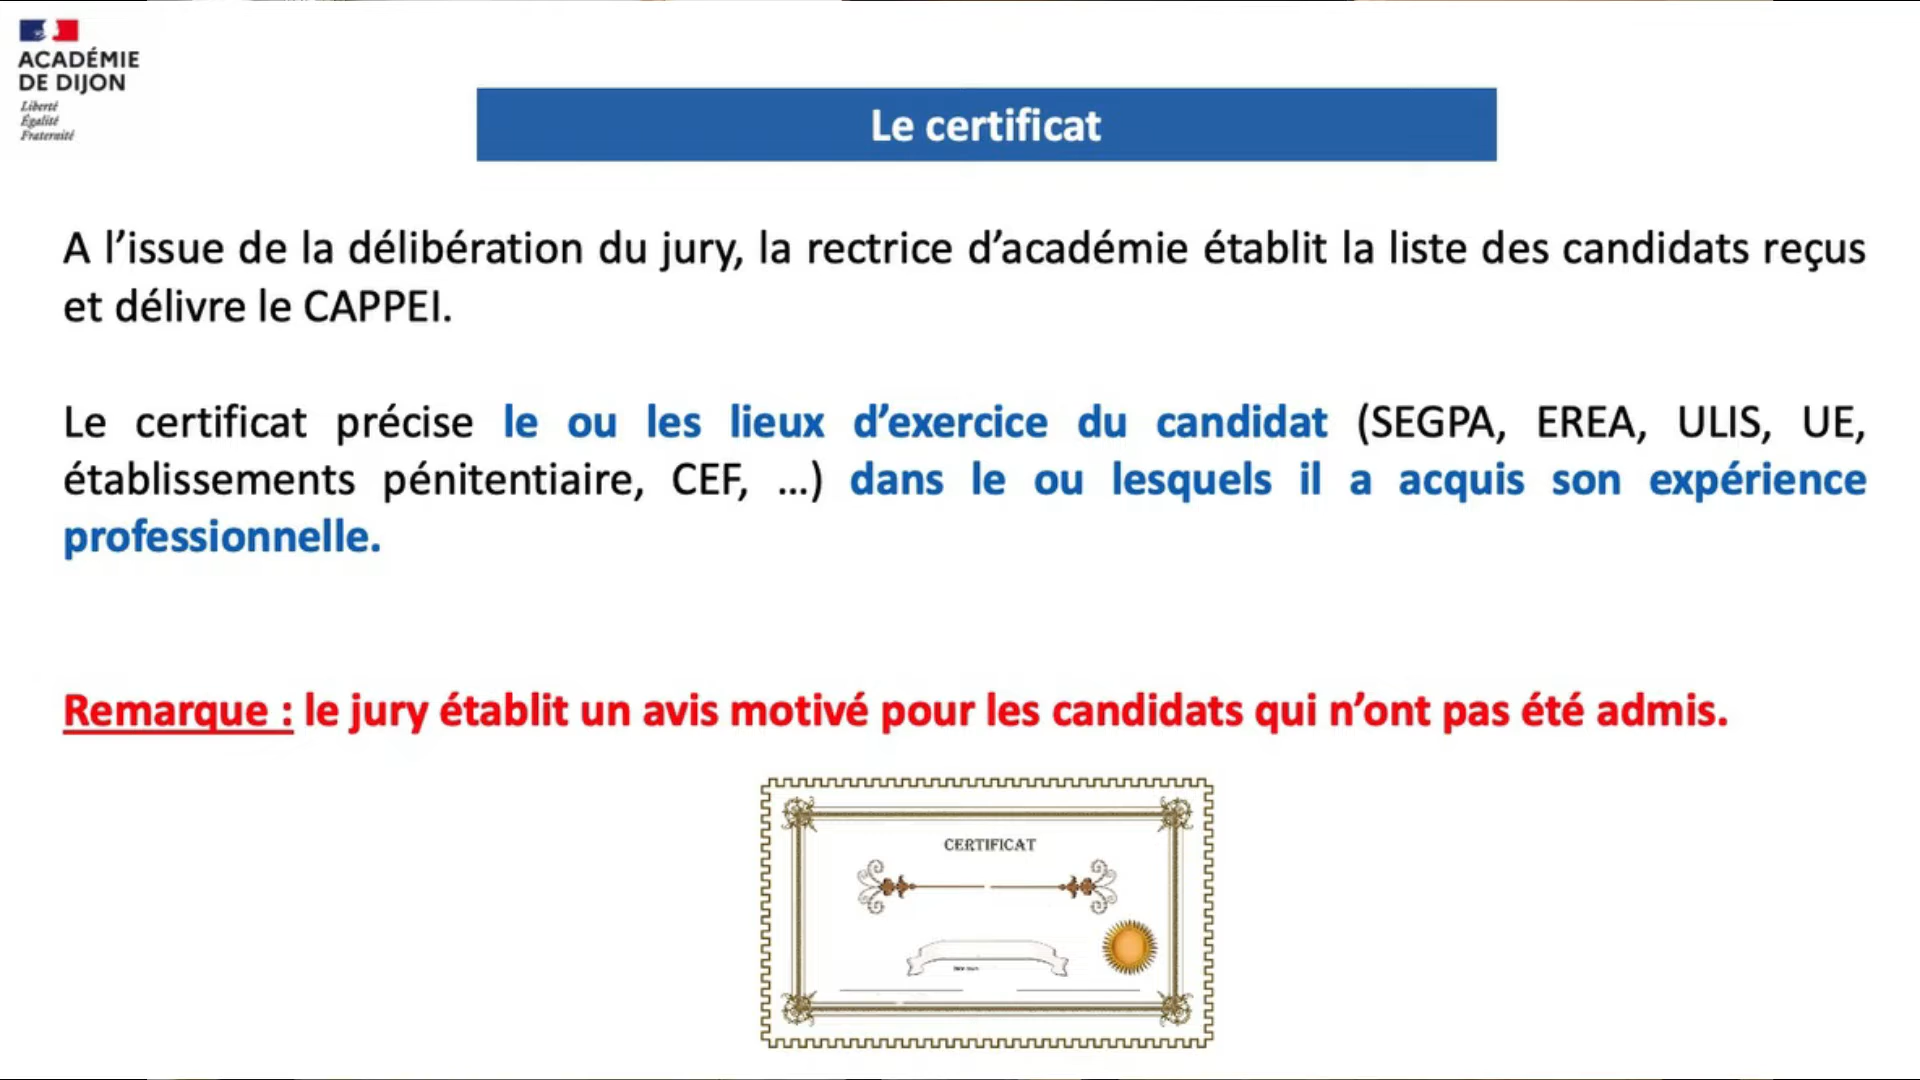 ACADÉMIE
DE DIJON
Liberté
Égalité
Fraternité
Le certificat
A l’issue de la délibération du jury, la rectrice d’académie établit la liste des candidats reçus
et délivre le CAPPEI.
Le certificat précise le ou les lieux d’exercice du candidat (SEGPA, EREA, ULIS, UE,
établissements pénitentiaire, CEF, ...) dans le ou lesquels il a acquis son expérience
professionnelle.
Remarque : le jury établit un avis motivé pour les candidats qui n’ont pas été admis.
CERTIFICAT